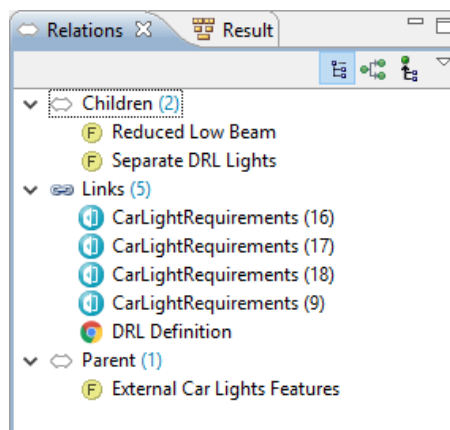 Relations Result
Children (2)
F Reduced Low Beam
F Separate DRL Lights
Links (5)
CarLightRequirements (16)
CarLightRequirements (17)
CarLightRequirements (18)
CarLightRequirements (9)
DRL Definition
Parent (1)
F External Car Lights Features